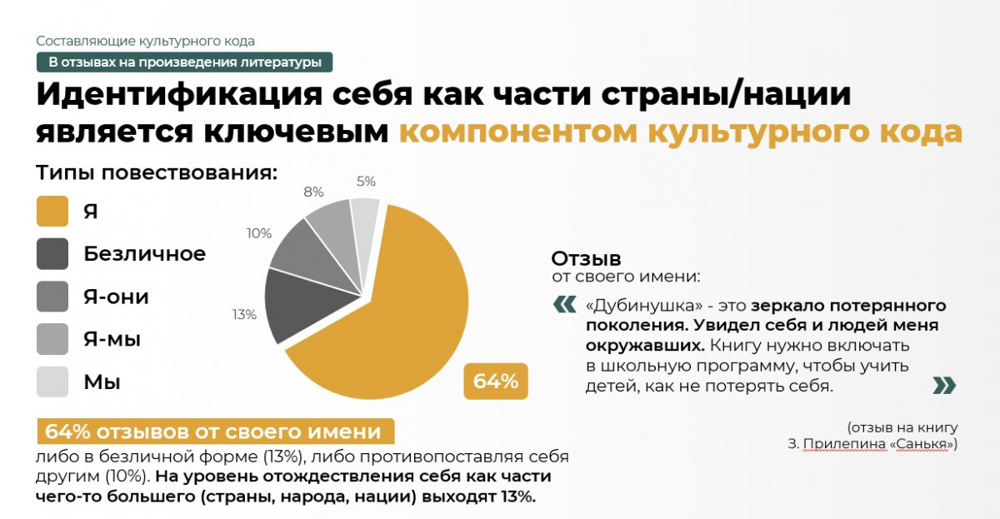 Составляющие культурного кода
В отзывах на произведения литературы
Идентификация себя как части страны/нации
является ключевым компонентом культурного кода
Типы повествования:
Я
Безличное
Я-они
Я-мы
Мы
5%
8%
10%
13%
64%
Отзыв
от своего имени:
«Дубинушка» - это зеркало потерянного
поколения. Увидел себя и людей меня
окружавших. Книгу нужно включать
в школьную программу, чтобы учить
детей, как не потерять себя.
(отзыв на книгу
З. Прилепина «Санькя»)
64% отзывов от своего имени
либо в безличной форме (13%), либо противопоставляя себя
другим (10%). На уровень отождествления себя как части
чего-то большего (страны, народа, нации) выходят 13%.